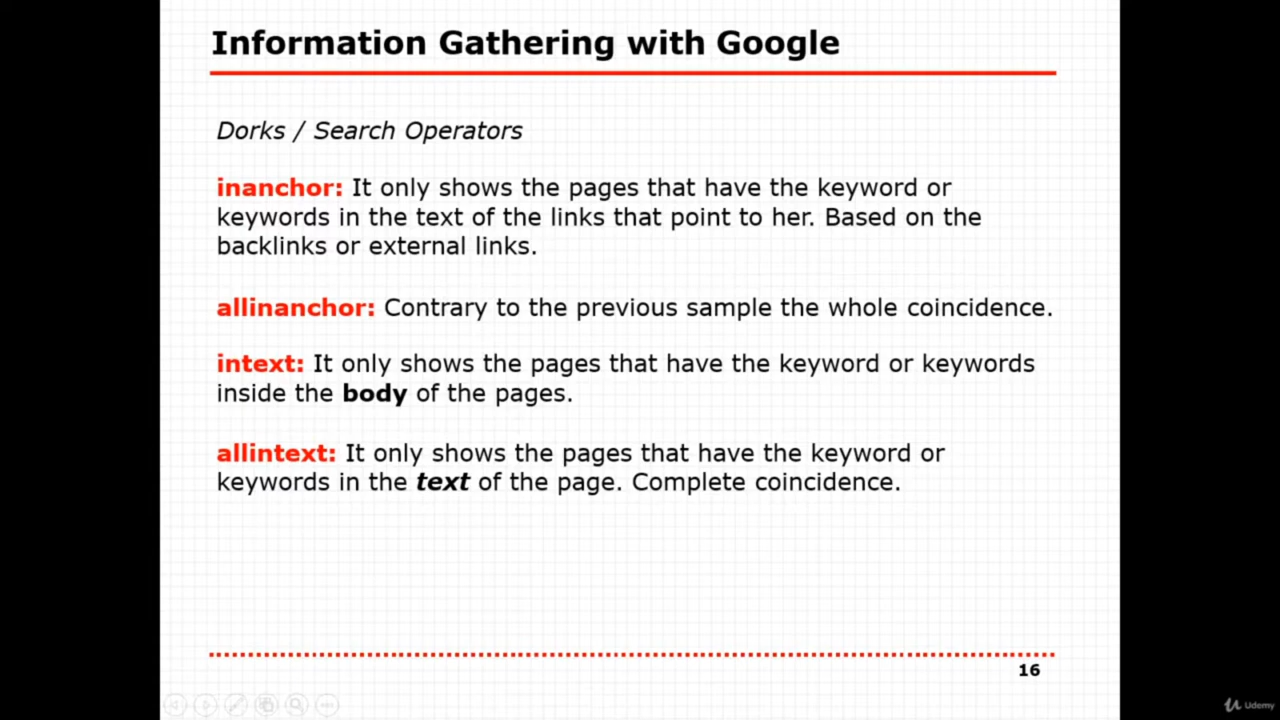 Information Gathering with Google
Dorks / Search Operators
inanchor: It only shows the pages that have the keyword or
keywords in the text of the links that point to her. Based on the
backlinks or external links.
allinanchor: Contrary to the previous sample the whole coincidence.
intext: It only shows the pages that have the keyword or keywords
inside the body of the pages.
allintext: It only shows the pages that have the keyword or
keywords in the text of the page. Complete coincidence.
16
Udemy